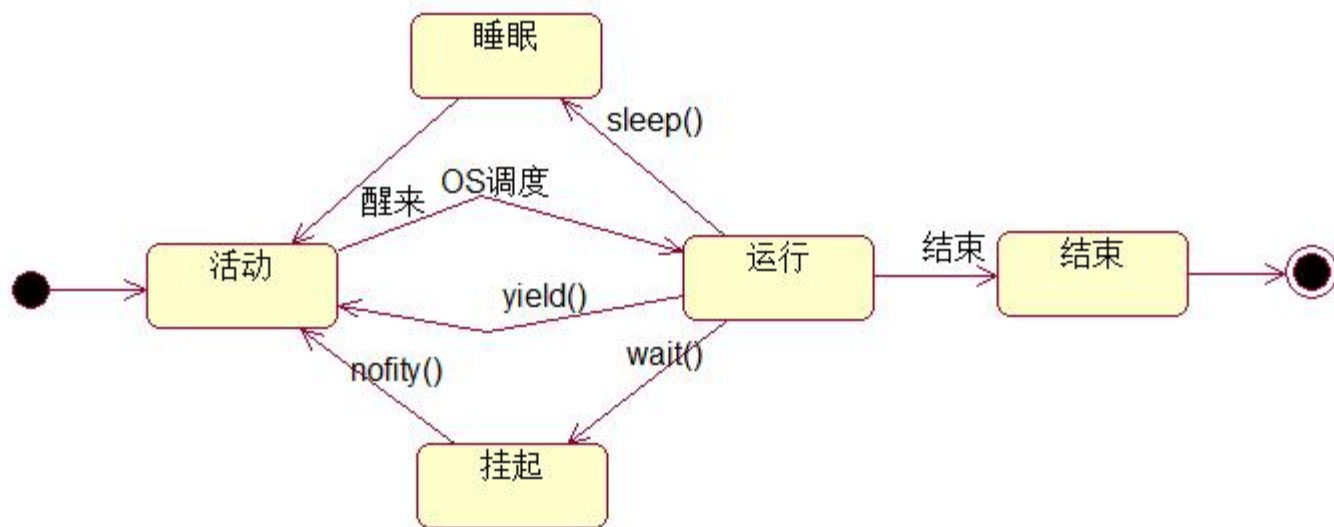 睡眠
sleep()
OS调度
醒来
活动
运行
结束
结束
yield()
wait()
nofity()
挂起